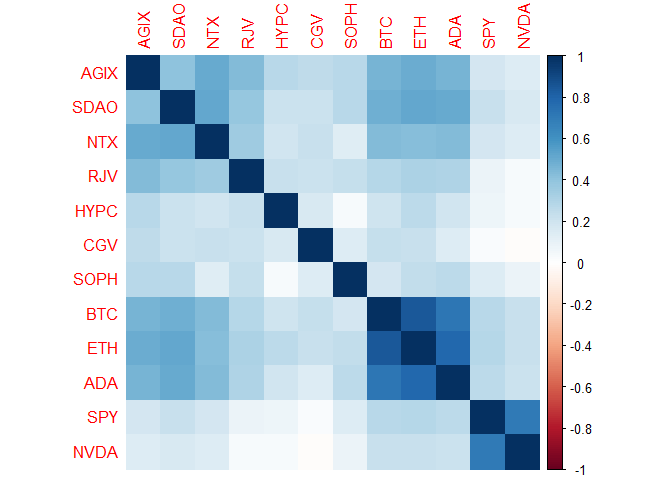 AGIX SDAO NTX RJV HYPC CGV SOPH BTC ETH ADA SPY NVDA
AGIX
SDAO
NTX
RJV
HYPC
CGV
SOPH
BTC
ETH
ADA
SPY
NVDA
1
0.8
0.6
0.4
0.2
0
-0.2
-0.4
-0.6
-0.8
-1